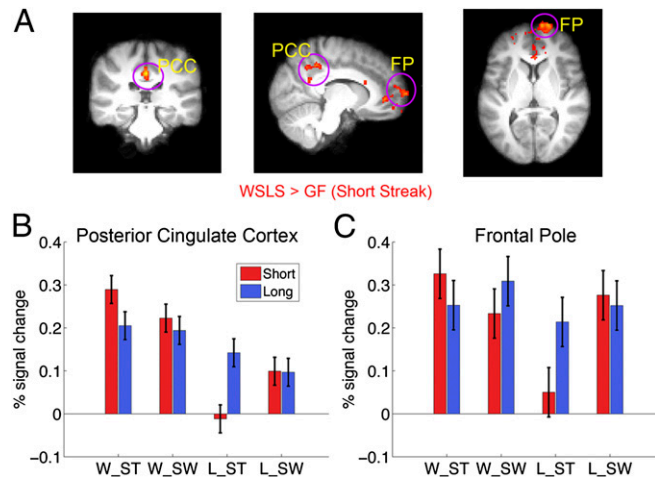 A
PCC
PCC
FP
FP
WSLS > GF (Short Streak)
B
Posterior Cingulate Cortex
% signal change
0.4
0.3
0.2
0.1
0
−0.1
Short
Long
W_ST
W_SW
L_ST
L_SW
C
Frontal Pole
% signal change
0.4
0.3
0.2
0.1
0
−0.1
W_ST
W_SW
L_ST
L_SW